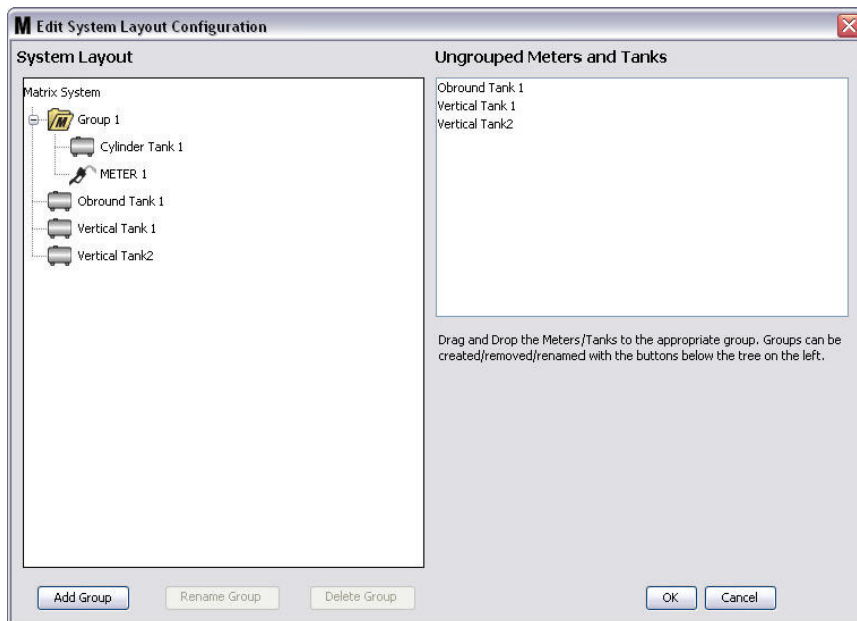 M Edit System Layout Configuration
System Layout
Matrix System
M Group 1
Cylinder Tank 1
METER 1
Obround Tank 1
Vertical Tank 1
Vertical Tank2
Add Group
Rename Group
Delete Group
Ungrouped Meters and Tanks
Obround Tank 1
Vertical Tank 1
Vertical Tank2
Drag and Drop the Meters/Tanks to the appropriate group. Groups can be
created/removed/renamed with the buttons below the tree on the left.
OK
Cancel